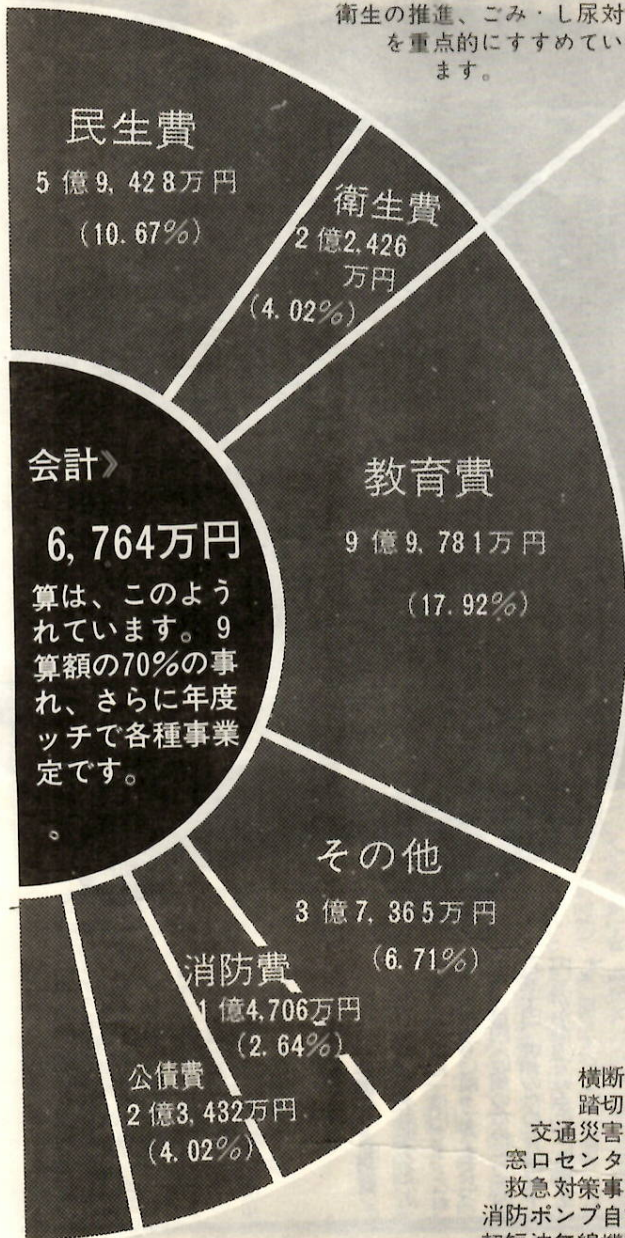 衛生の推進、ごみ・し尿対
を重点的にすすめてい
ます。
民生費
5億9,428万円
(10.67%)
衛生費
2億2,426
万円
(4.02%)
教育費
9億9,781万円
(17.92%)
会計》
6,764万円
算は、このよう
れています。9
算額の70%の事
れ、さらに年度
ッチで各種事業
定です。
その他
3億7,365万円
(6.71%)
消防費
1億4,706万円
(2.64%)
公債費
2億3,432万円
(4.02%)
横断
踏切
交通災害
窓口センタ
救急対策事
消防ポンプ自